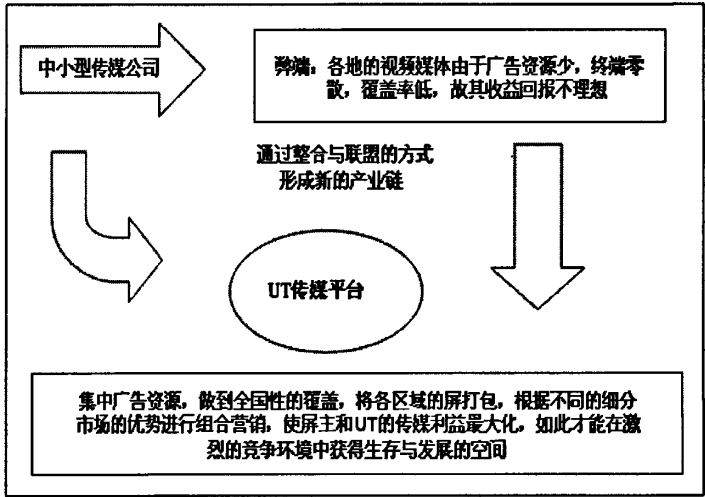 中小型传媒公司
弊端：各地的视频媒体由于广告资源少，终端零
散，覆盖率低，故其收益回报不理想
通过整合与联盟的方式
形成新的产业链
UT传媒平台
集中广告资源，做到全国性的覆盖，将各区域的屏打包，根据不同的细分
市场的优势进行组合营销，使屏主和UT的传媒利益最大化，如此才能在激
烈的竞争环境中获得生存与发展的空间